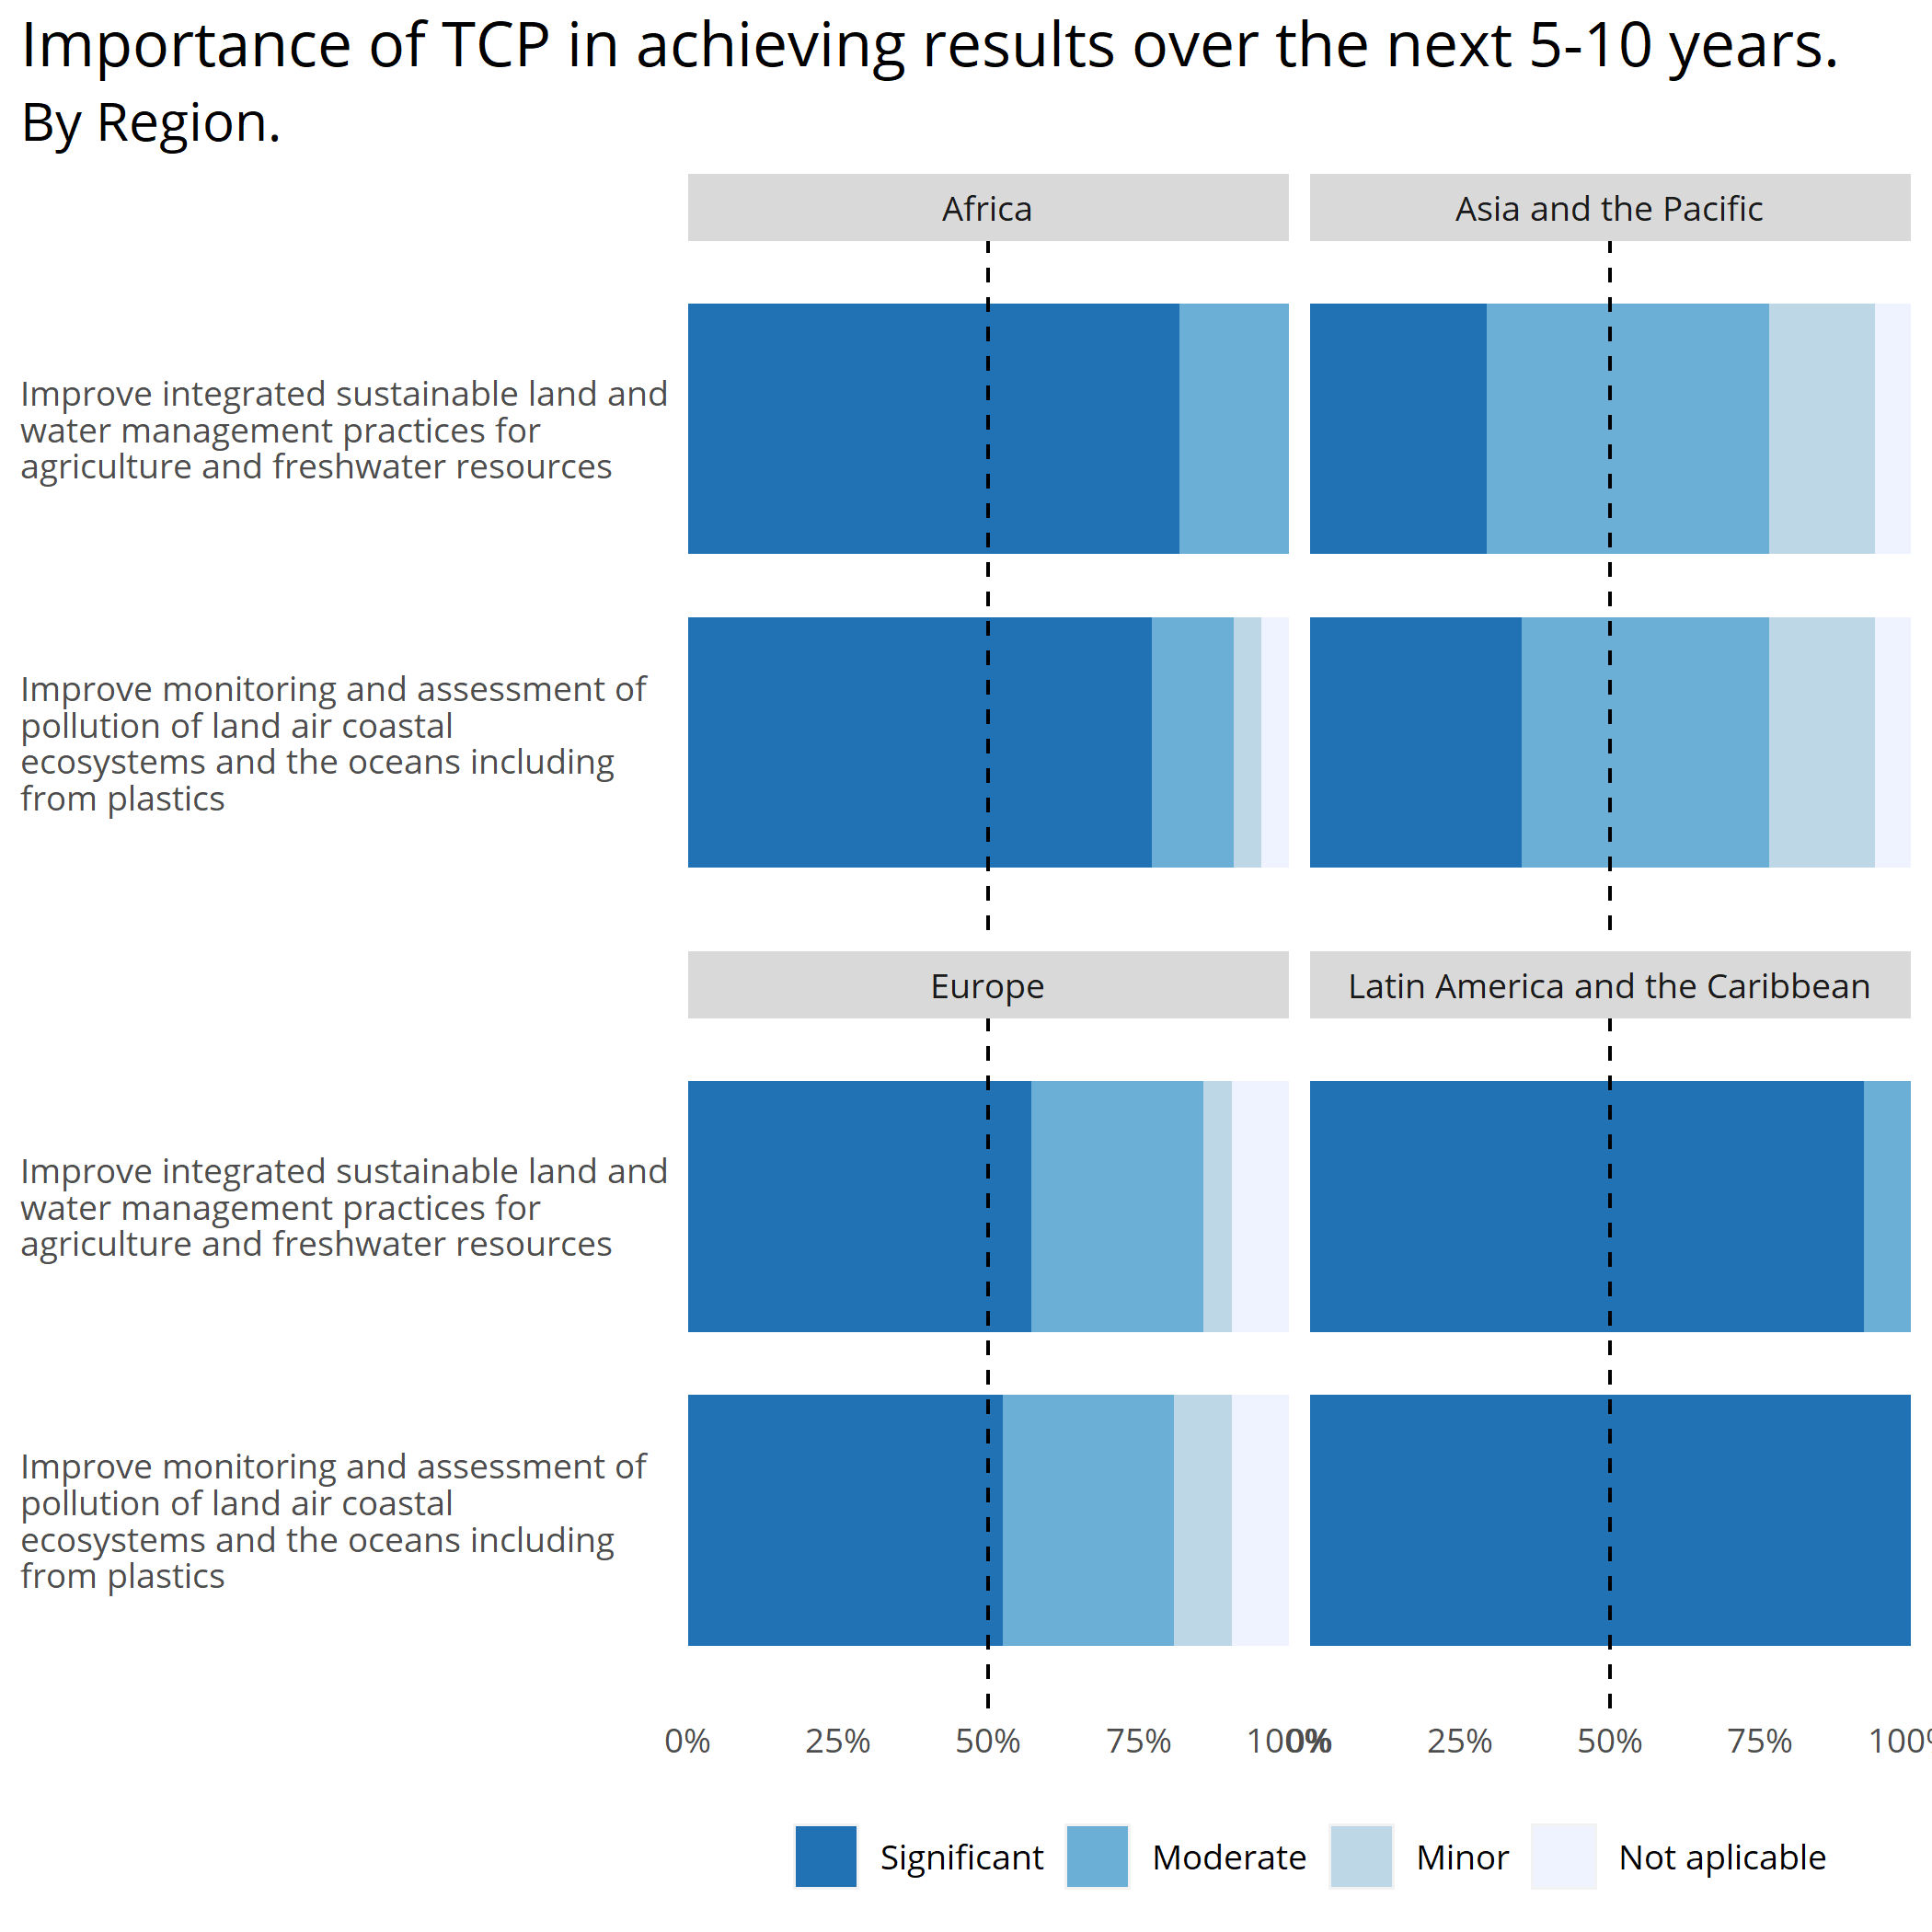 Importance of TCP in achieving results over the next 5-10 years.
By Region.
Africa
Asia and the Pacific
Improve integrated sustainable land and
water management practices for
agriculture and freshwater resources
Improve monitoring and assessment of
pollution of land air coastal
ecosystems and the oceans including
from plastics
Europe
Latin America and the Caribbean
Improve integrated sustainable land and
water management practices for
agriculture and freshwater resources
Improve monitoring and assessment of
pollution of land air coastal
ecosystems and the oceans including
from plastics
0% 25% 50% 75% 100% 0% 25% 50% 75% 100%
Significant Moderate Minor Not aplicable